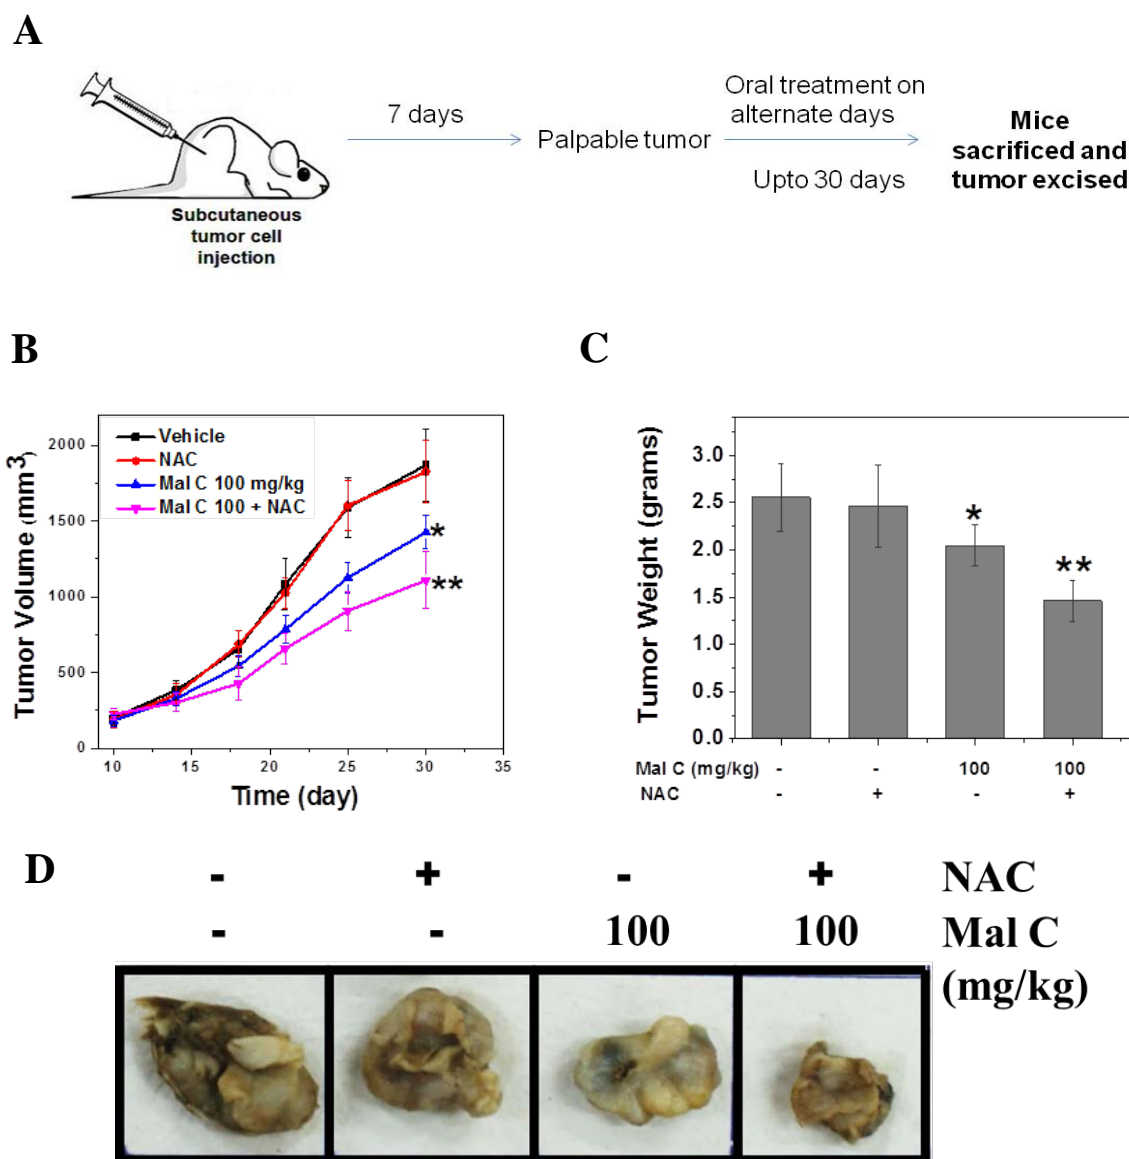 A
7 days
Oral treatment on
alternate days
Palpable tumor
Upto 30 days
Mice
sacrificed and
tumor excised
Subcutaneous
tumor cell
injection
B
Vehicle
NAC
Mal C 100 mg/kg
Mal C 100 + NAC
2000
1500
1000
500
0
*
**
10 15 20 25 30 35
Tumor Volume (mm3)
Time (day)
C
3.0
2.5
2.0
1.5
1.0
0.5
0.0
*
**
Tumor Weight (grams)
Mal C (mg/kg) - - 100 100
NAC - + - +
D
- + - + NAC
- - 100 100 Mal C
(mg/kg)